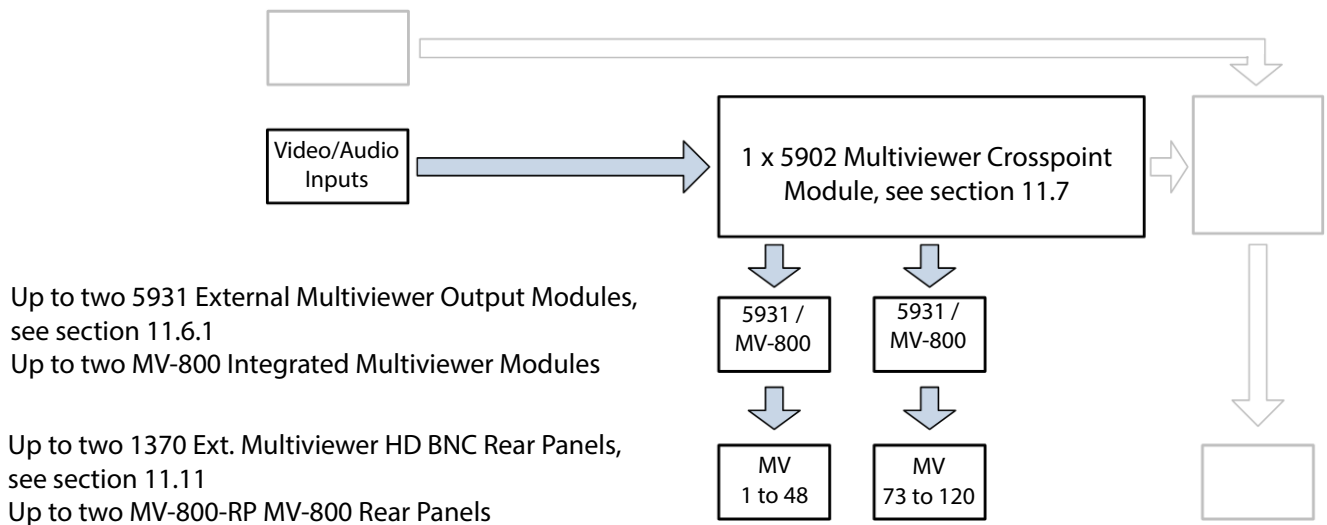 Video/Audio
Inputs
1 x 5902 Multiviewer Crosspoint
Module, see section 11.7
Up to two 5931 External Multiviewer Output Modules,
see section 11.6.1
Up to two MV-800 Integrated Multiviewer Modules
5931 /
MV-800
5931 /
MV-800
Up to two 1370 Ext. Multiviewer HD BNC Rear Panels,
see section 11.11
Up to two MV-800-RP MV-800 Rear Panels
MV
1 to 48
MV
73 to 120